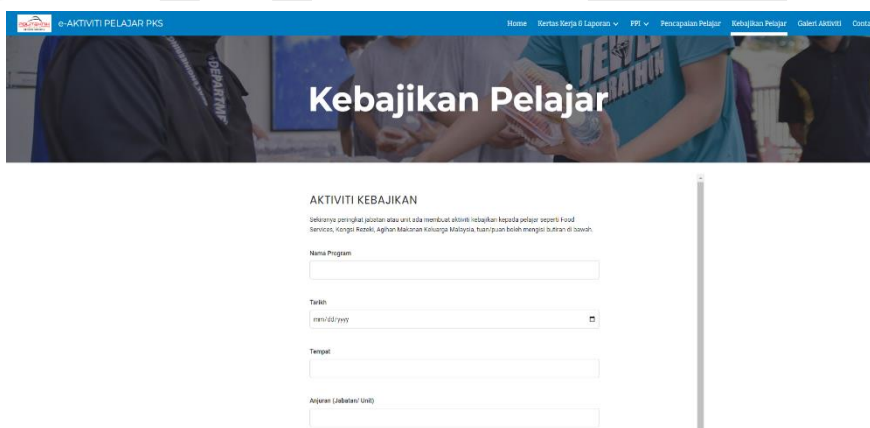 e-AKTIVITI PELAJAR PKS
Home Kertas Kerja & Laporan PPI Pencapaian Pelajar Kebajikan Pelajar Galeri Aktiviti Conta
DEPARTME
Kebajikan Pelajar
AKTIVITI KEBAJIKAN
Sekiranya peringkat jabatan atau unit ada membuat aktiviti kebajikan kepada pelajar seperti Food
Services, Kongsi Rezeki, Agihan Makanan Keluarga Malaysia, tuan/puan boleh mengisi butiran di bawah.
Nama Program
Tarikh
mm/dd/yyyy
Tempat
Anjuran (Jabatan/ Unit)